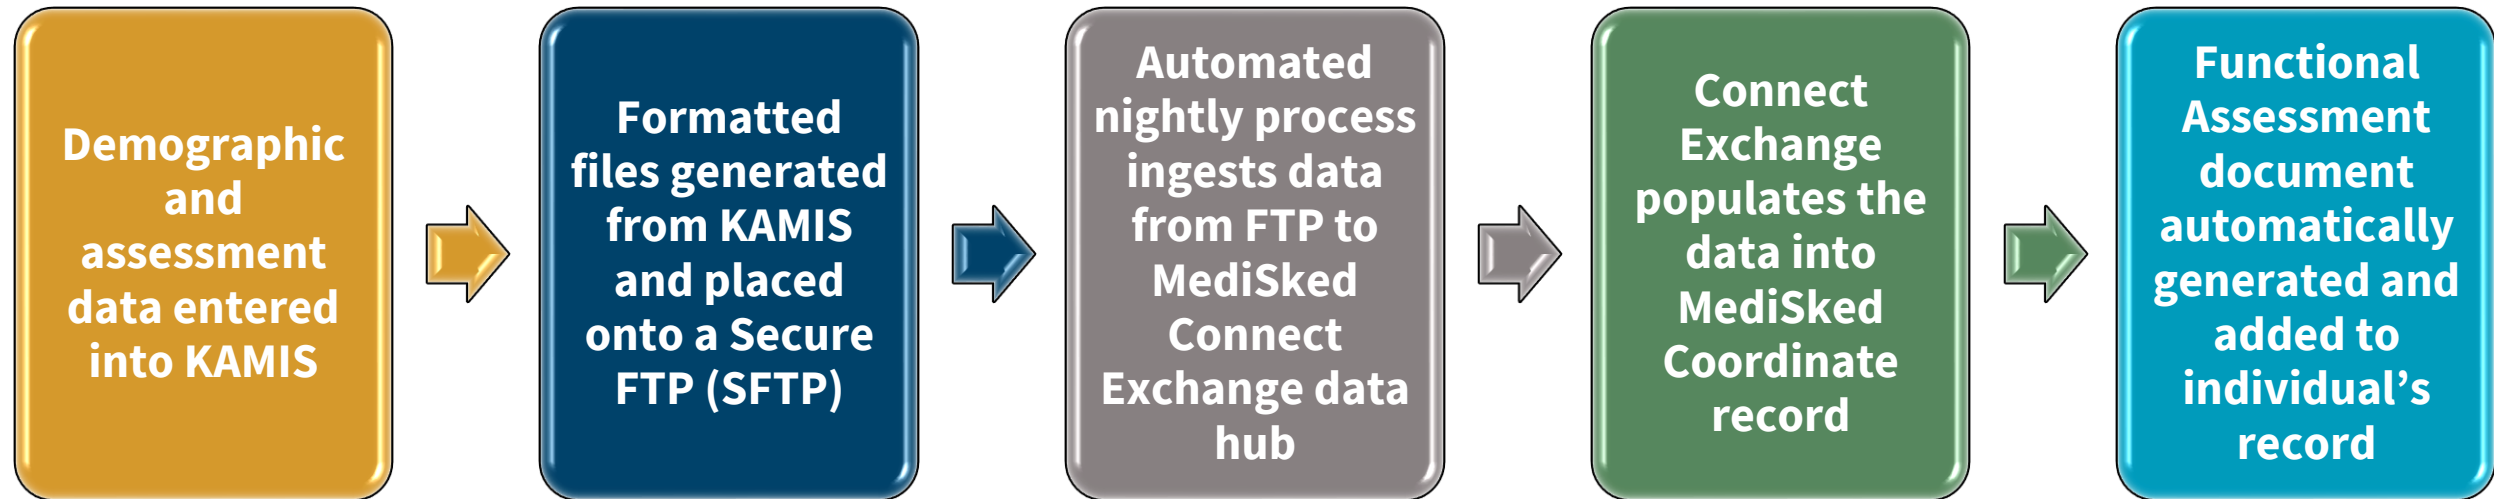 Demographic
and
assessment
data entered
into KAMIS
Formatted
files generated
from KAMIS
and placed
onto a Secure
FTP (SFTP)
Automated
nightly process
ingests data
from FTP to
MediSked
Connect
Exchange data
hub
Connect
Exchange
populates the
data into
MediSked
Coordinate
record
Functional
Assessment
document
automatically
generated and
added to
individual’s
record